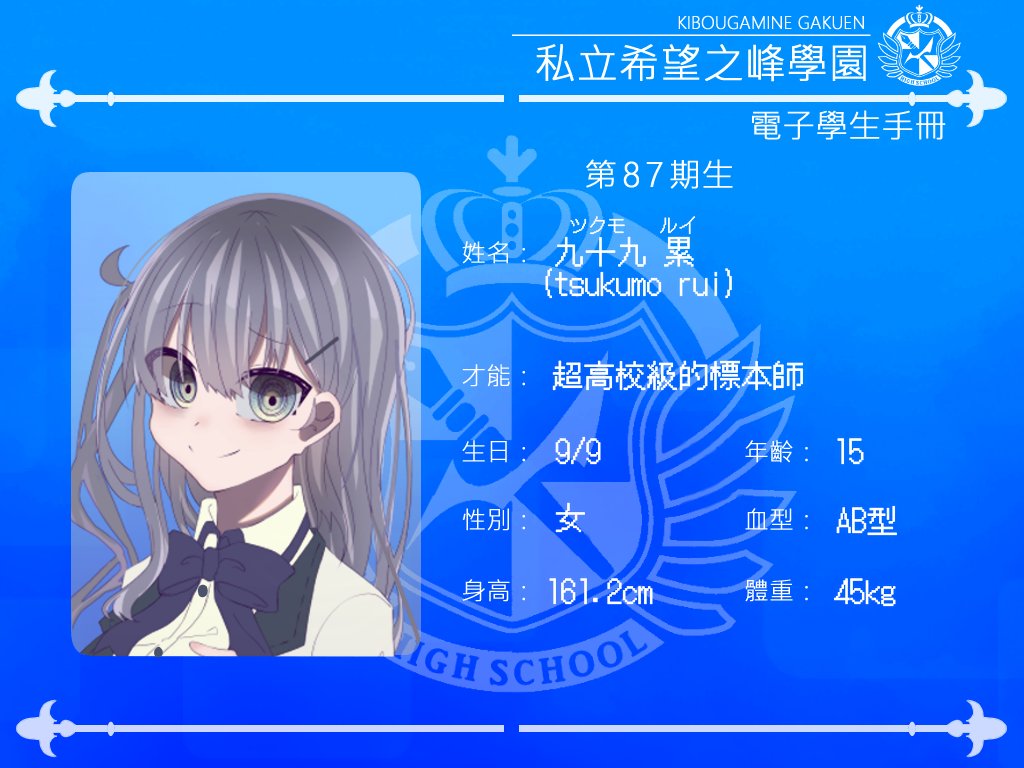 KIBOUGAMINE GAKUEN
私立希望之峰學園
HIGH SCHOOL
電子學生手冊
第87期生
ツクモ ルイ
姓名： 九十九 累
(tsukumo rui)
才能： 超高校級的標本師
生日： 9/9 年齡： 15
性別： 女 血型： AB型
身高： 161.2cm 體重： 45kg
HIGH SCHOOL